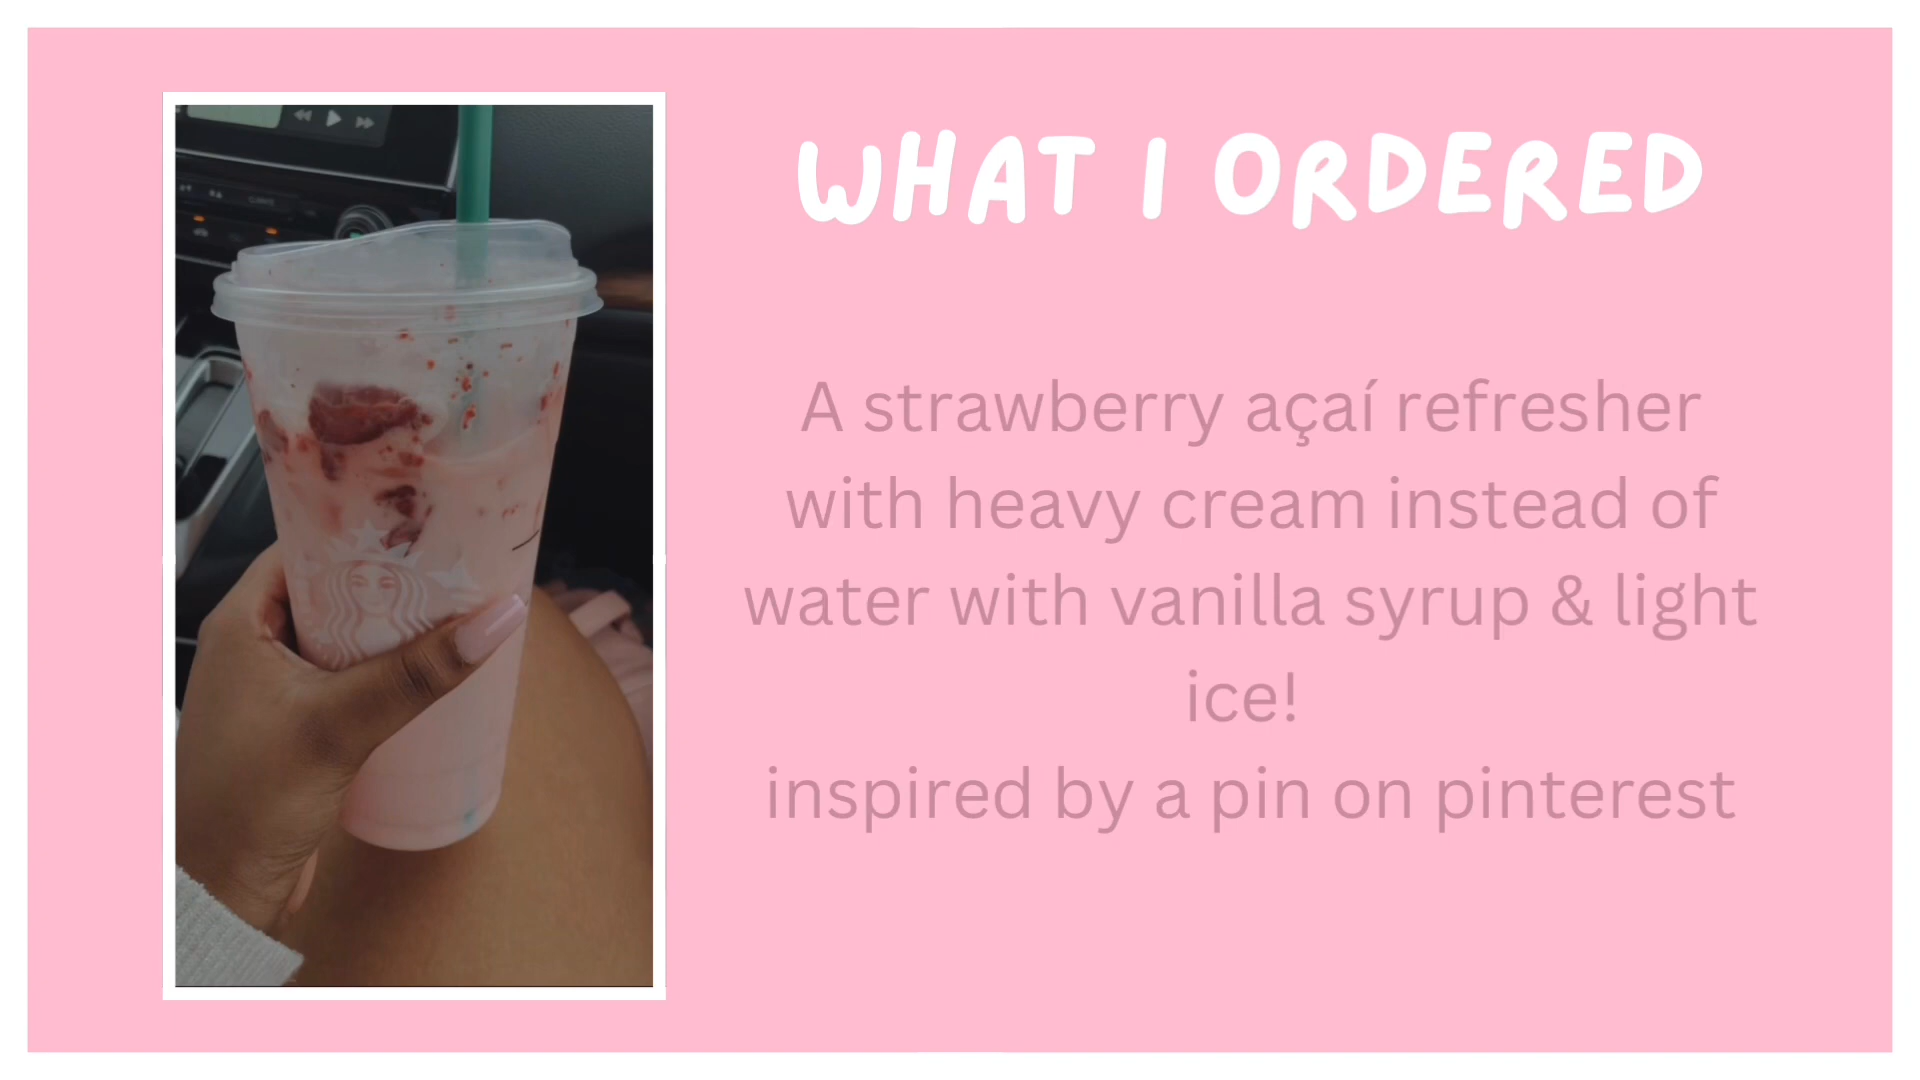 WHAT I ORDERED
A strawberry açaí refresher
with heavy cream instead of
water with vanilla syrup & light
ice!
inspired by a pin on pinterest